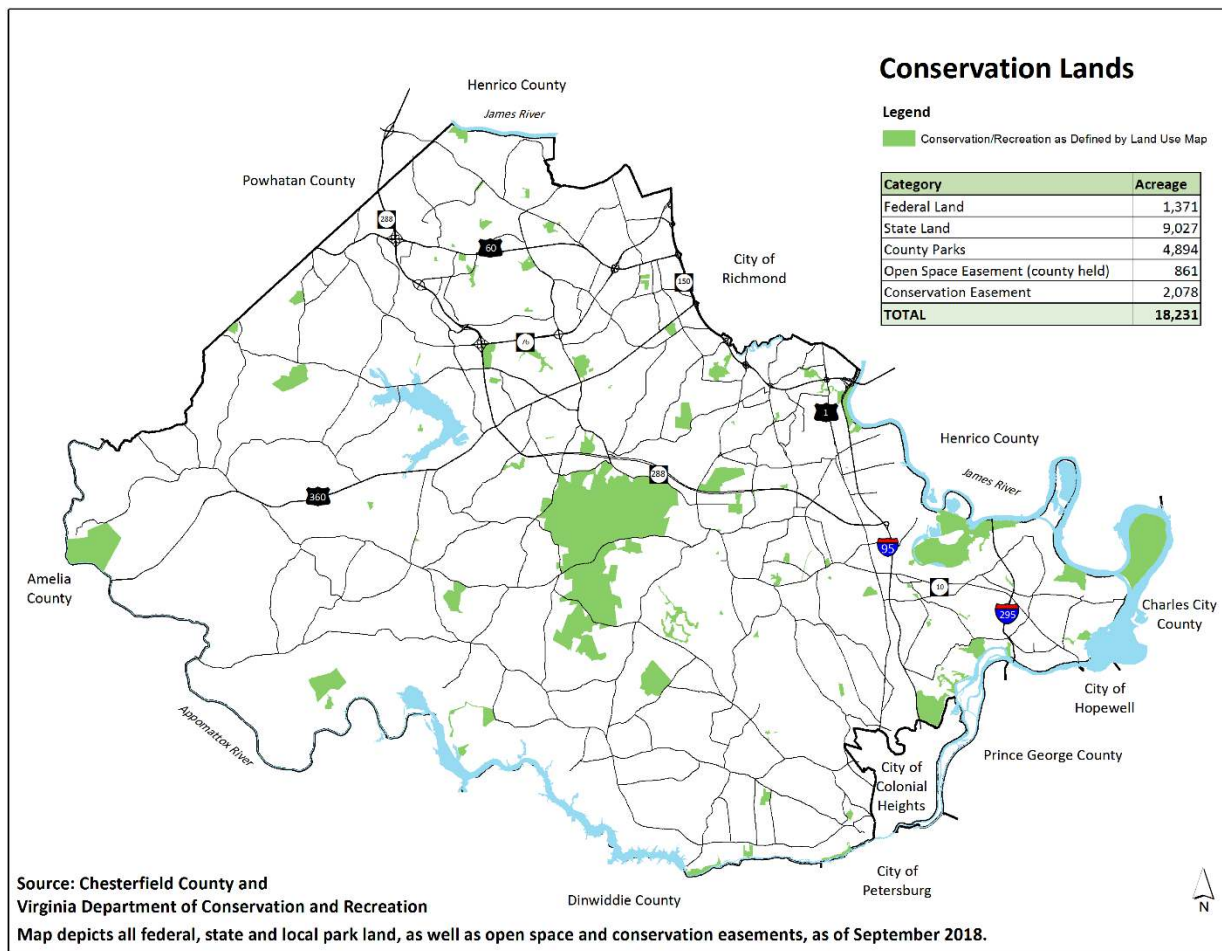 Conservation Lands
Legend
Conservation/Recreation as Defined by Land Use Map
Category Acreage
Federal Land 1,371
State Land 9,027
County Parks 4,894
Open Space Easement (county held) 861
Conservation Easement 2,078
TOTAL 18,231
Henrico County
James River
Powhatan County
288
60
City of
Richmond
150
76
1
Henrico County
James River
288
360
95
Amelia
County
10
295
Charles City
County
City of
Hopewell
Appomattox River
Prince George County
City of
Colonial
Heights
City of
Petersburg
Dinwiddie County
N
Source: Chesterfield County and
Virginia Department of Conservation and Recreation
Map depicts all federal, state and local park land, as well as open space and conservation easements, as of September 2018.